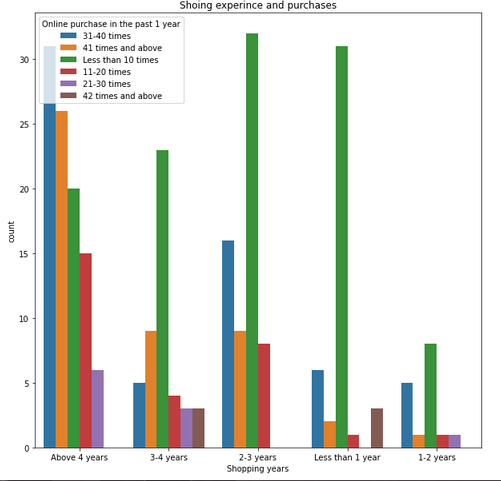 Shoing experince and purchases
Online purchase in the past 1 year
31-40 times
41 times and above
Less than 10 times
11-20 times
21-30 times
42 times and above
30
25
20
15
10
5
0
count
Above 4 years
3-4 years
2-3 years
Less than 1 year
1-2 years
Shopping years